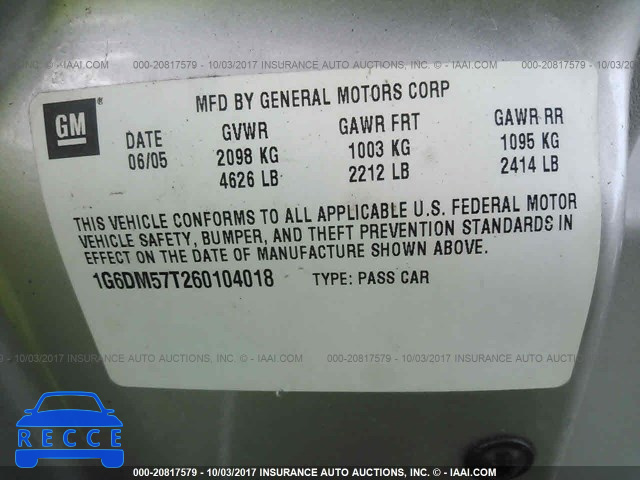 000-20817579 - 10/03/2017 INSURANCE AUTO AUCTIONS, INC. - © IAAI.COM
GM ®
MFD BY GENERAL MOTORS CORP
DATE GVWR GAWR FRT GAWR RR
06/05 2098 KG 1003 KG 1095 KG
4626 LB 2212 LB 2414 LB
THIS VEHICLE CONFORMS TO ALL APPLICABLE U.S. FEDERAL MOTOR
VEHICLE SAFETY, BUMPER, AND THEFT PREVENTION STANDARDS IN
EFFECT ON THE DATE OF MANUFACTURE SHOWN ABOVE.
1G6DM57T260104018 TYPE: PASS CAR
000-20817579 - 10/03/2017 INSURANCE AUTO AUCTIONS, INC. - © IAAI.COM
DECCE
000-20817579 - 10/03/2017 INSURANCE AUTO AUCTIONS, INC. - © IAAI.COM